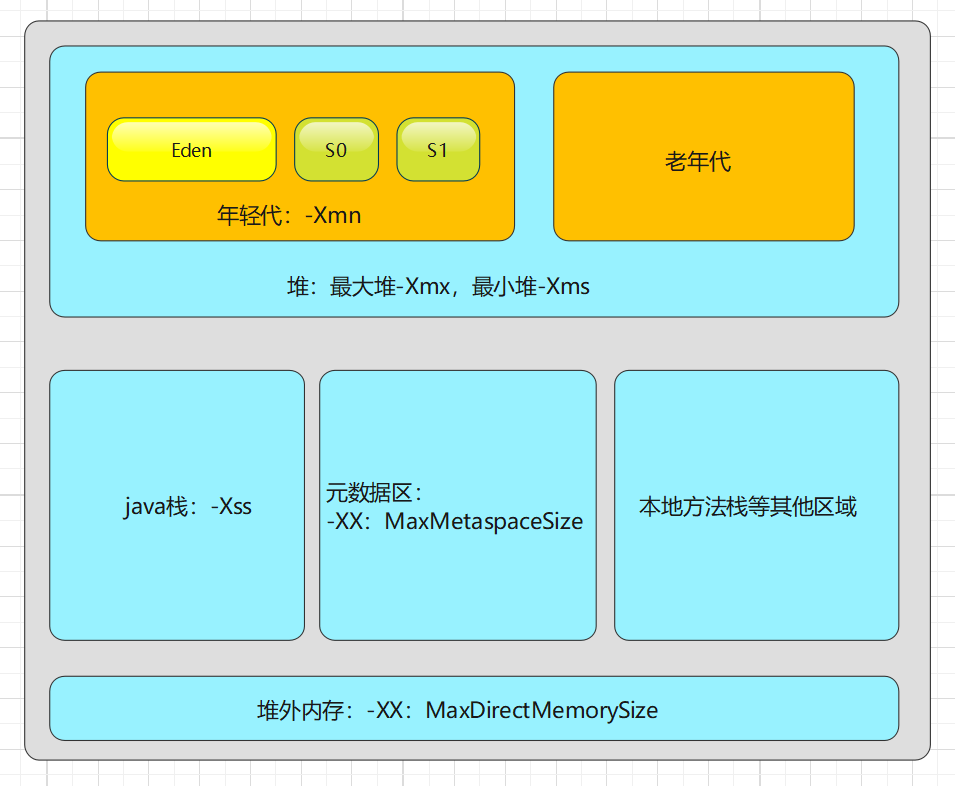 Eden
S0
S1
年轻代：-Xmn
老年代
堆：最大堆-Xmx，最小堆-Xms
java栈：-Xss
元数据区：
-XX：MaxMetaspaceSize
本地方法栈等其他区域
堆外内存：-XX：MaxDirectMemorySize